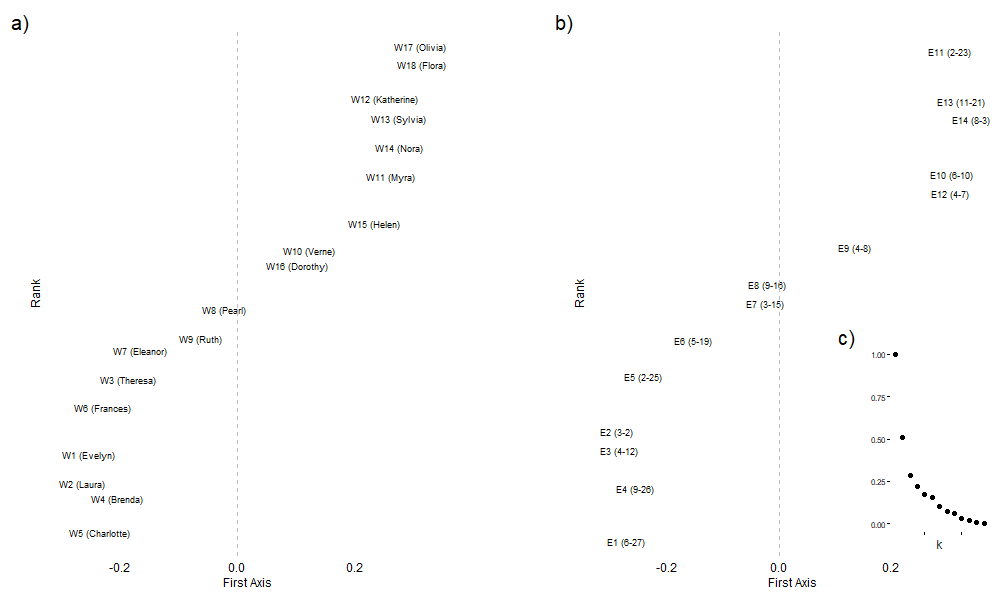 a)
W17 (Olivia)
W18 (Flora)
W12 (Katherine)
W13 (Sylvia)
W14 (Nora)
W11 (Myra)
W15 (Helen)
W10 (Verne)
W16 (Dorothy)
W8 (Pearl)
W9 (Ruth)
W7 (Eleanor)
W3 (Theresa)
W6 (Frances)
W1 (Evelyn)
W2 (Laura)
W4 (Brenda)
W5 (Charlotte)
Rank
-0.2 0.0 0.2
First Axis
b)
E11 (2-23)
E13 (11-21)
E14 (8-3)
E10 (6-10)
E12 (4-7)
E9 (4-8)
E8 (9-16)
E7 (3-15)
E6 (5-19)
E5 (2-25)
E2 (3-2)
E3 (4-12)
E4 (9-26)
E1 (6-27)
Rank
-0.2 0.0 0.2
First Axis
c)
1.00
0.75
0.50
0.25
0.00
k